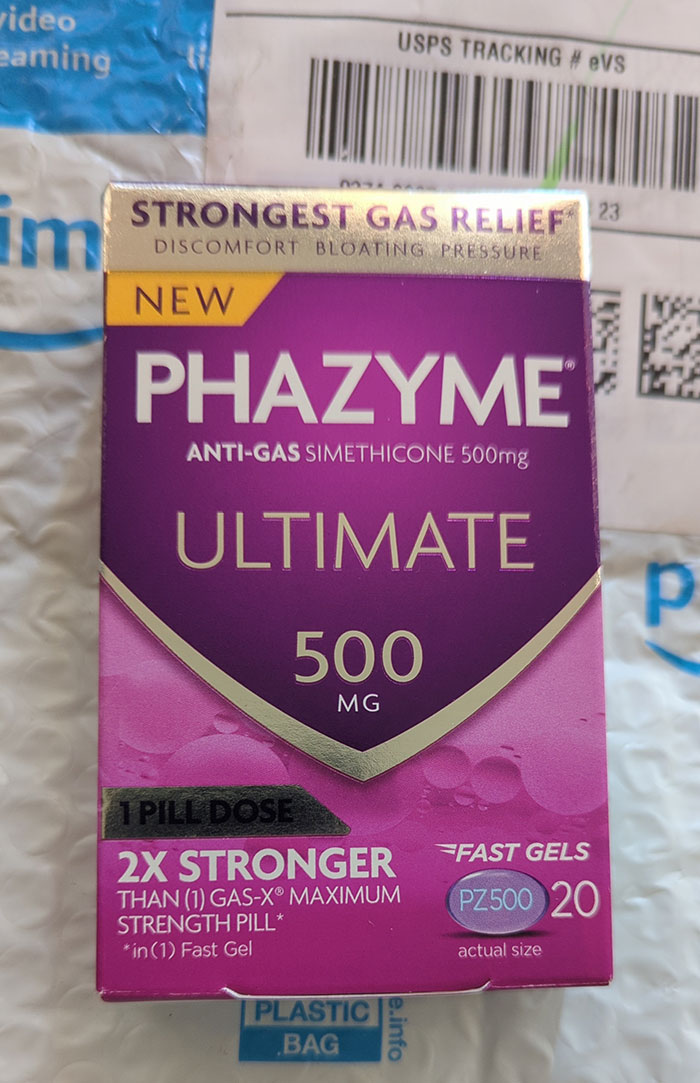 video
eaming
USPS TRACKING # eVS
im
23
STRONGEST GAS RELIEF*
DISCOMFORT BLOATING PRESSURE
NEW
PHAZYME®
ANTI-GAS SIMETHICONE 500mg
ULTIMATE
500
MG
p
1 PILL DOSE
2X STRONGER
THAN (1) GAS-X® MAXIMUM
STRENGTH PILL*
*in (1) Fast Gel
FAST GELS
PZ500 20
actual size
PLASTIC
BAG
e.info